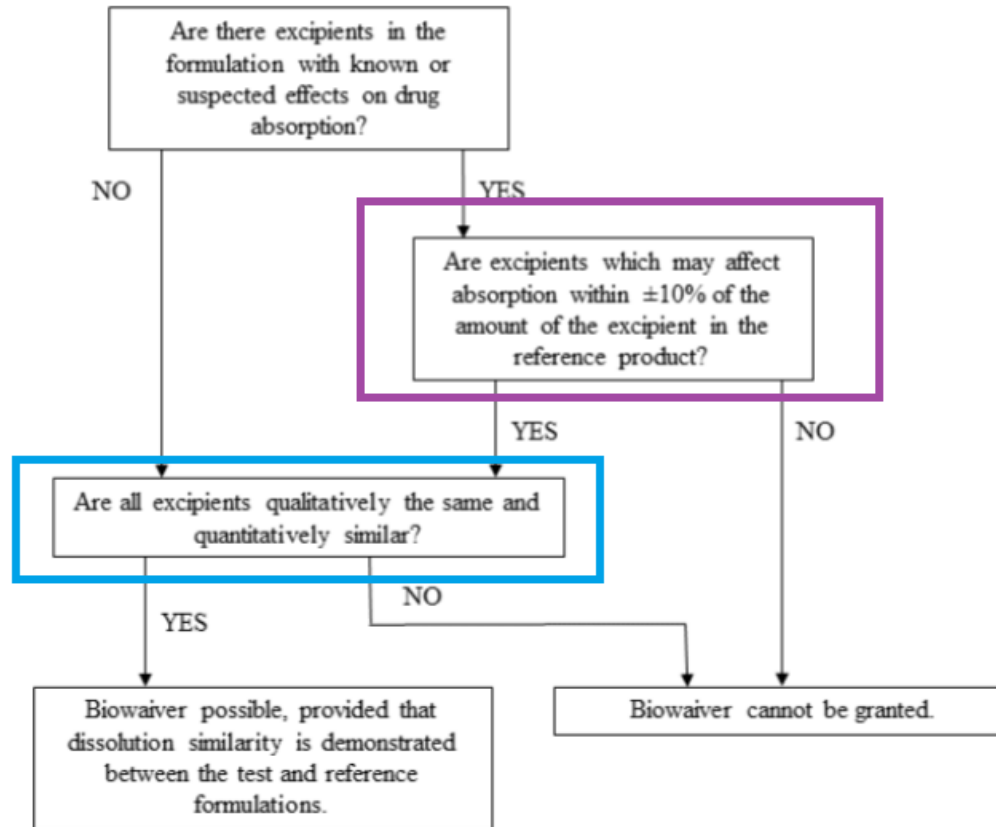 Are there excipients in the
formulation with known or
suspected effects on drug
absorption?
NO
YES
Are excipients which may affect
absorption within ±10% of the
amount of the excipient in the
reference product?
YES
NO
Are all excipients qualitatively the same and
quantitatively similar?
NO
YES
Biowaiver possible, provided that
dissolution similarity is demonstrated
between the test and reference
formulations.
Biowaiver cannot be granted.